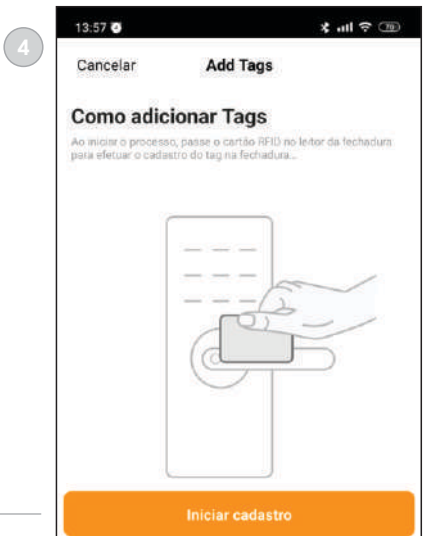 4
13:57
70
Cancelar
Add Tags
Como adicionar Tags
Ao iniciar o processo, passe o cartão RFID no leitor da fechadura
para efetuar o cadastro do tag na fechadura...
Iniciar cadastro